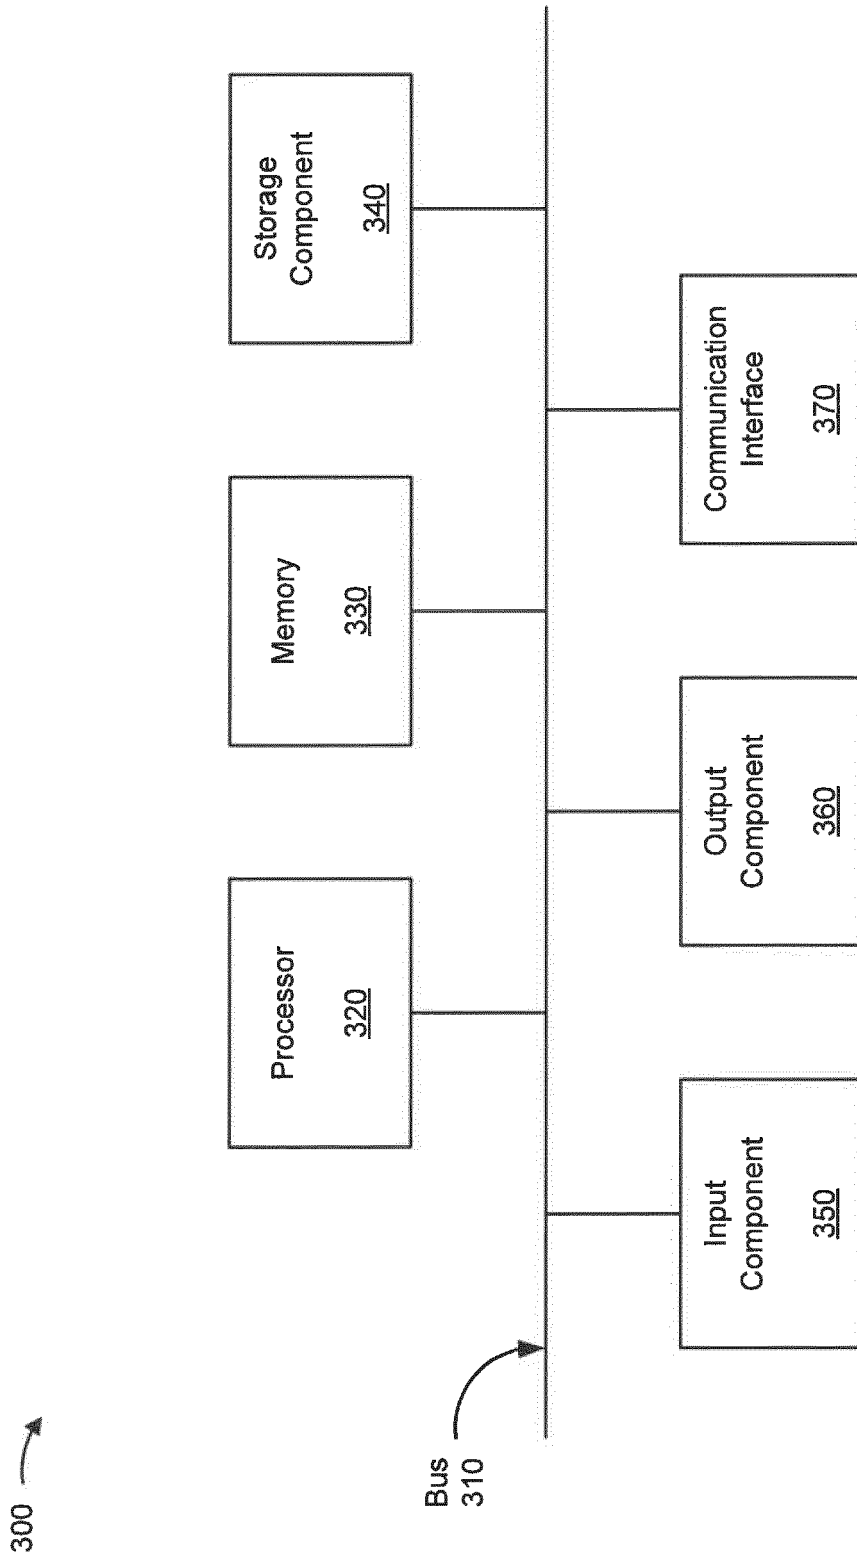 300
Processor
320
Memory
330
Storage
Component
340
Bus
310
Input
Component
350
Output
Component
360
Communication
Interface
370